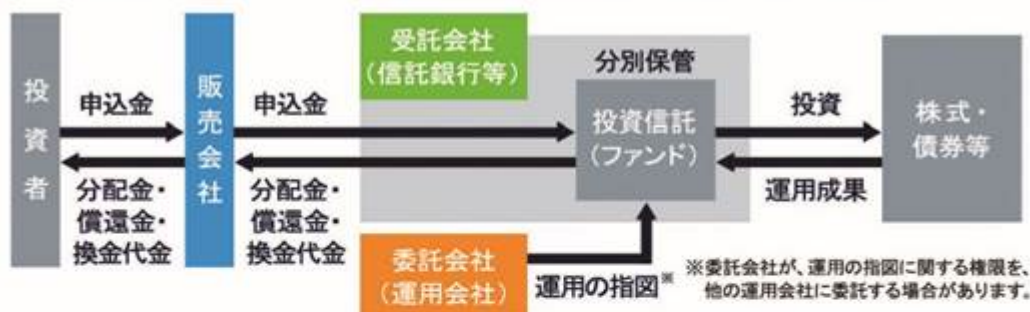 投資者
申込金
分配金・
償還金・
換金代金
販売会社
申込金
分配金・
償還金・
換金代金
受託会社
（信託銀行等）
分別保管
投資信託
（ファンド）
委託会社
（運用会社）
運用の指図※
投資
運用成果
株式・
債券等
※委託会社が、運用の指図に関する権限を、
他の運用会社に委託する場合があります。